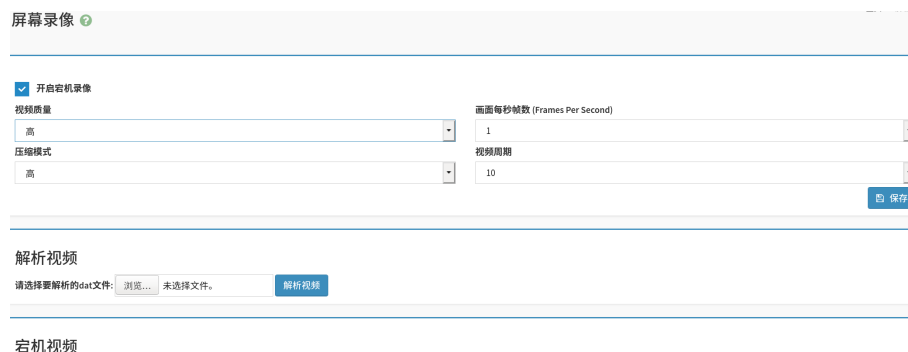 屏幕录像
开启宕机录像
视频质量 画面每秒帧数 (Frames Per Second)
高 1
压缩模式 视频周期
高 10
保存
解析视频
请选择要解析的dat文件: 浏览... 未选择文件。 解析视频
宕机视频